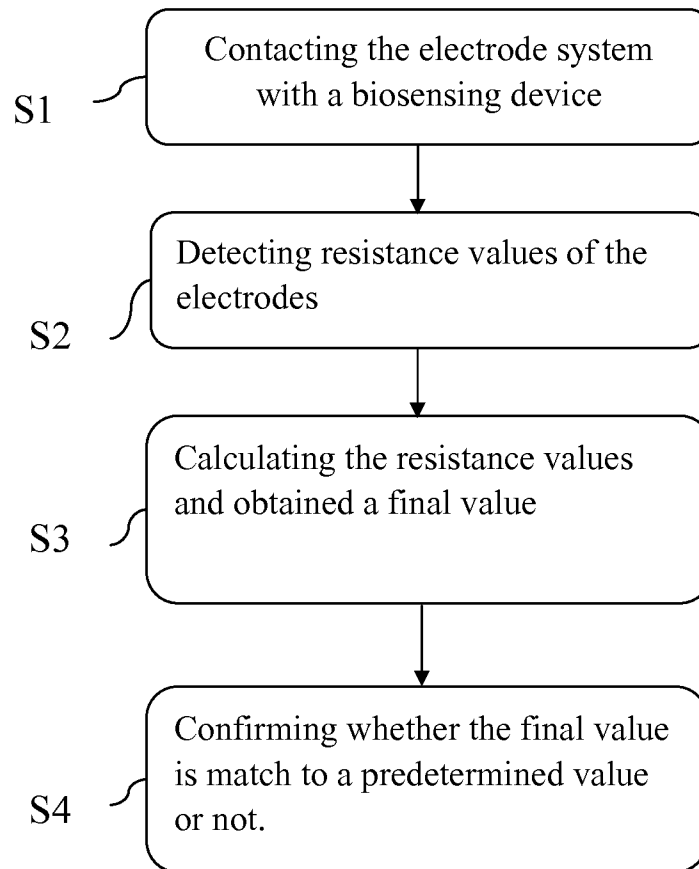 Contacting the electrode system
with a biosensing device
S1
Detecting resistance values of the
electrodes
S2
Calculating the resistance values
and obtained a final value
S3
Confirming whether the final value
is match to a predetermined value
or not.
S4